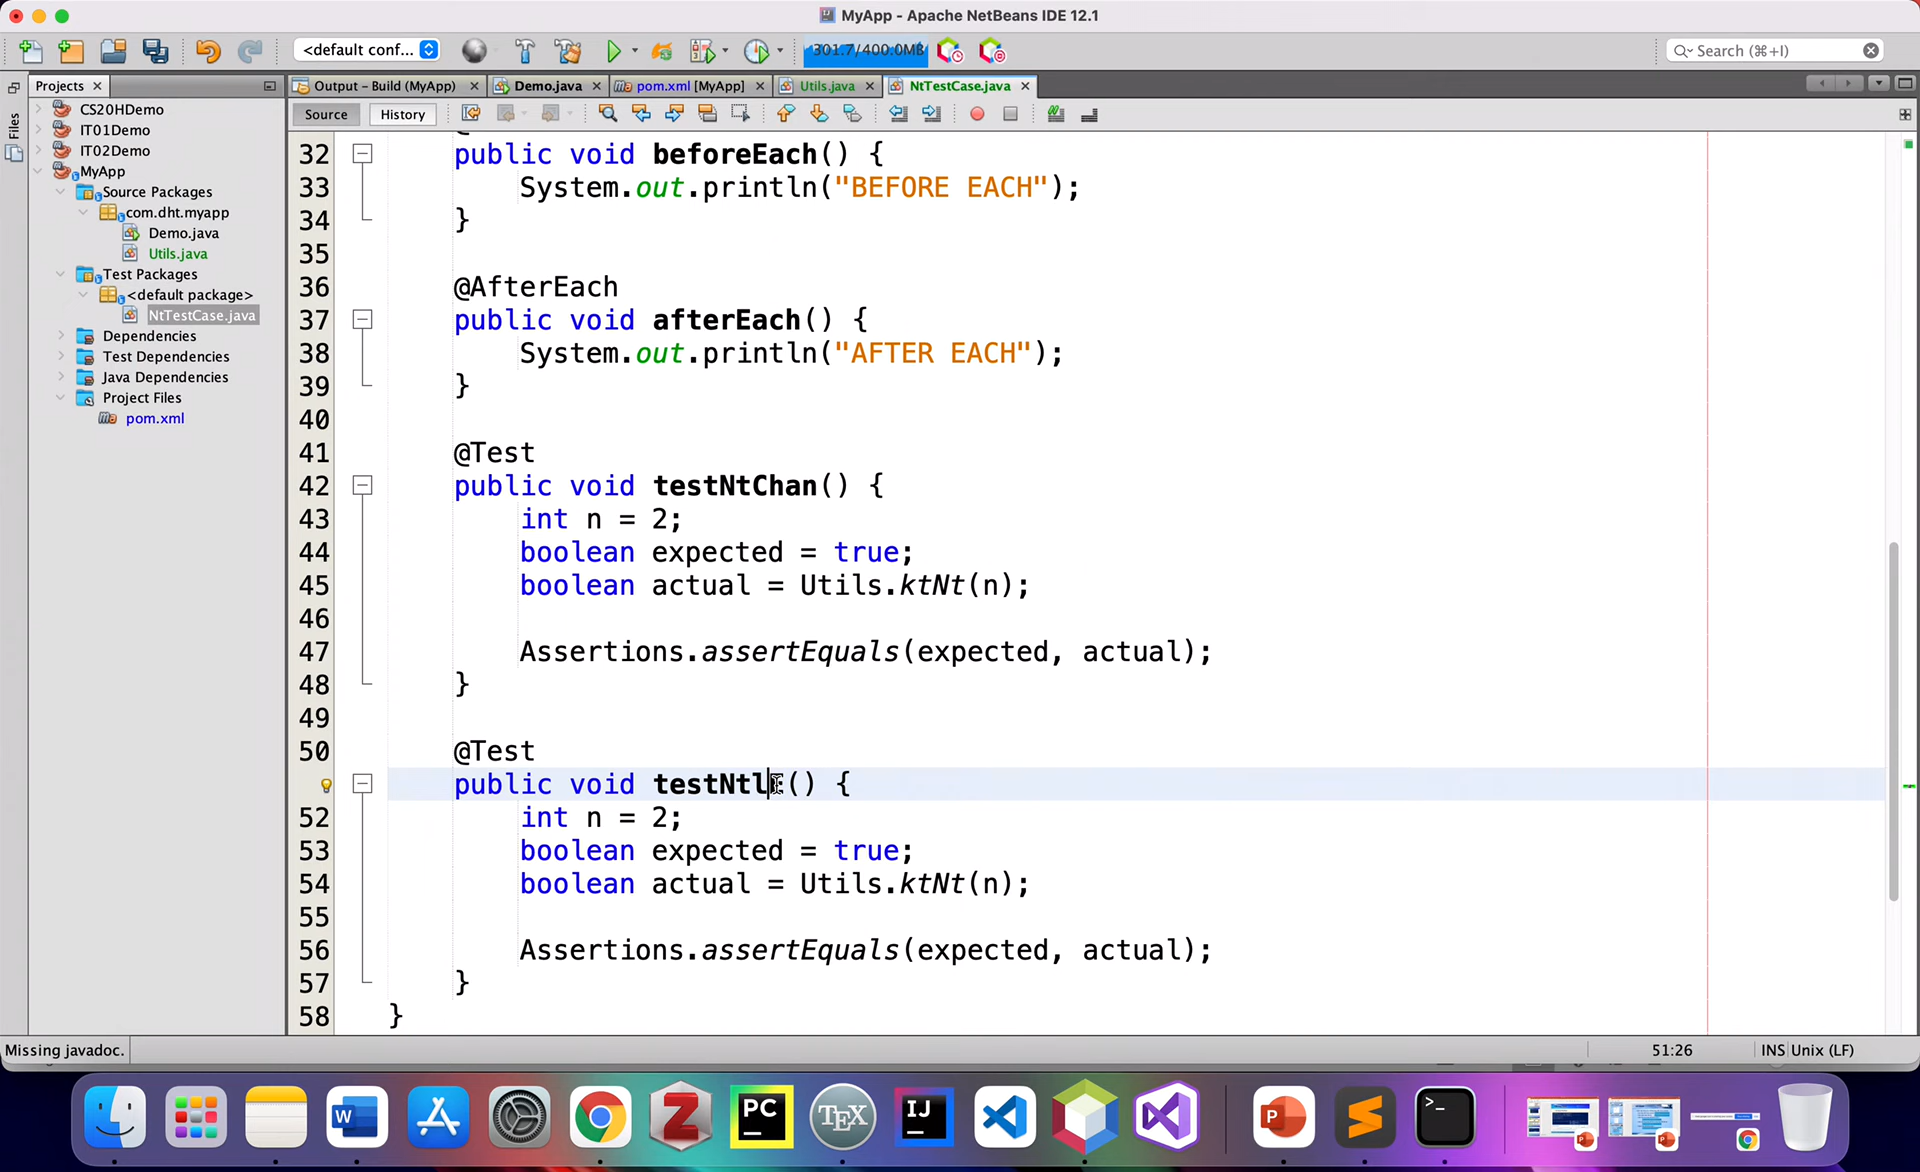 MyApp - Apache NetBeans IDE 12.1
<default conf...
301.7/400.0MB
Search (⌘+I)
Projects
Output - Build (MyApp)
Demo.java
pom.xml [MyApp]
Utils.java
NtTestCase.java
Files
Source
History
CS20HDemo
IT01Demo
IT02Demo
MyApp
Source Packages
com.dht.myapp
Demo.java
Utils.java
Test Packages
<default package>
NtTestCase.java
Dependencies
Test Dependencies
Java Dependencies
Project Files
pom.xml
32 public void beforeEach() {
33 System.out.println("BEFORE EACH");
34 }
35
36 @AfterEach
37 public void afterEach() {
38 System.out.println("AFTER EACH");
39 }
40
41 @Test
42 public void testNtChan() {
43 int n = 2;
44 boolean expected = true;
45 boolean actual = Utils.ktNt(n);
46
47 Assertions.assertEquals(expected, actual);
48 }
49
50 @Test
public void testNtl() {
52 int n = 2;
53 boolean expected = true;
54 boolean actual = Utils.ktNt(n);
55
56 Assertions.assertEquals(expected, actual);
57 }
58 }
Missing javadoc.
51:26
INS
Unix (LF)
W
Z
PC
TEX
IJ
P
>_